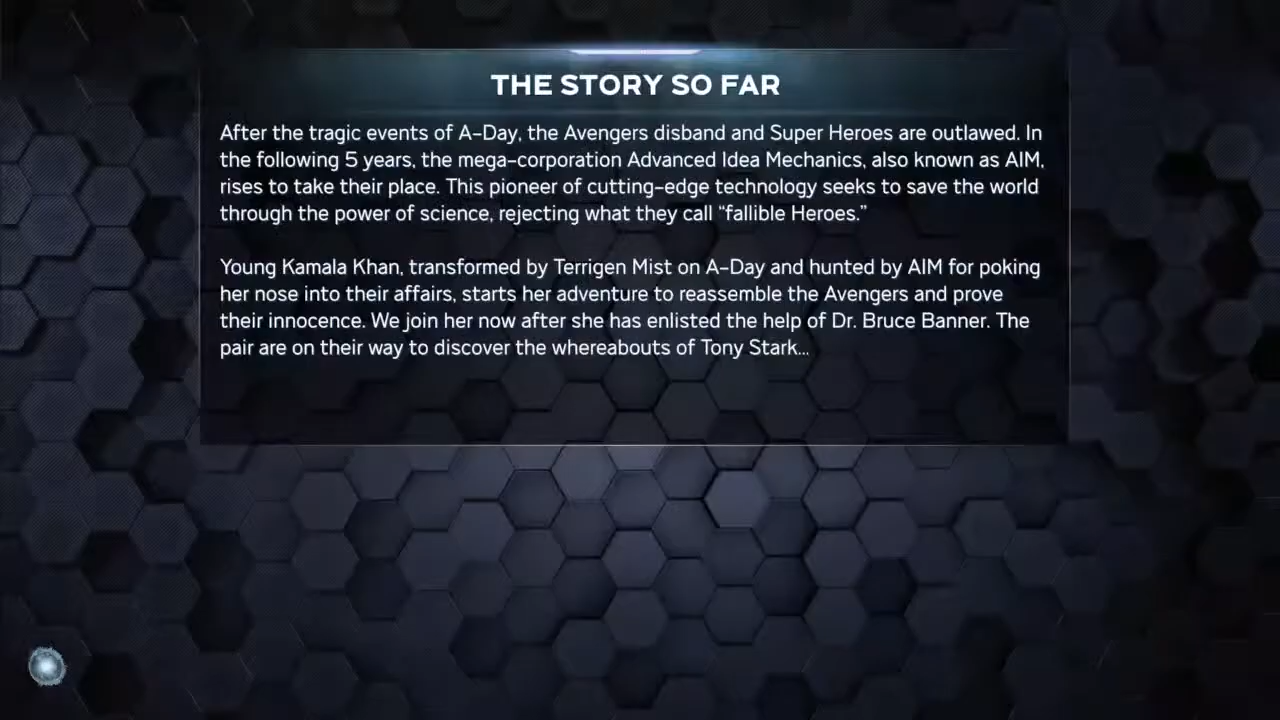 THE STORY SO FAR
After the tragic events of A-Day, the Avengers disband and Super Heroes are outlawed. In
the following 5 years, the mega-corporation Advanced Idea Mechanics, also known as AIM,
rises to take their place. This pioneer of cutting-edge technology seeks to save the world
through the power of science, rejecting what they call “fallible Heroes.”
Young Kamala Khan, transformed by Terrigen Mist on A-Day and hunted by AIM for poking
her nose into their affairs, starts her adventure to reassemble the Avengers and prove
their innocence. We join her now after she has enlisted the help of Dr. Bruce Banner. The
pair are on their way to discover the whereabouts of Tony Stark...